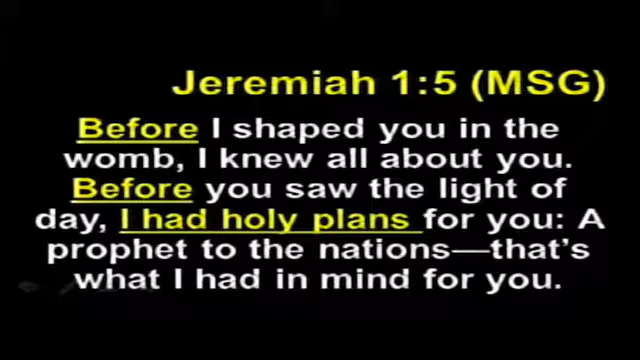 Jeremiah 1:5 (MSG)
Before I shaped you in the
womb, I knew all about you.
Before you saw the light of
day, I had holy plans for you: A
prophet to the nations—that's
what I had in mind for you.